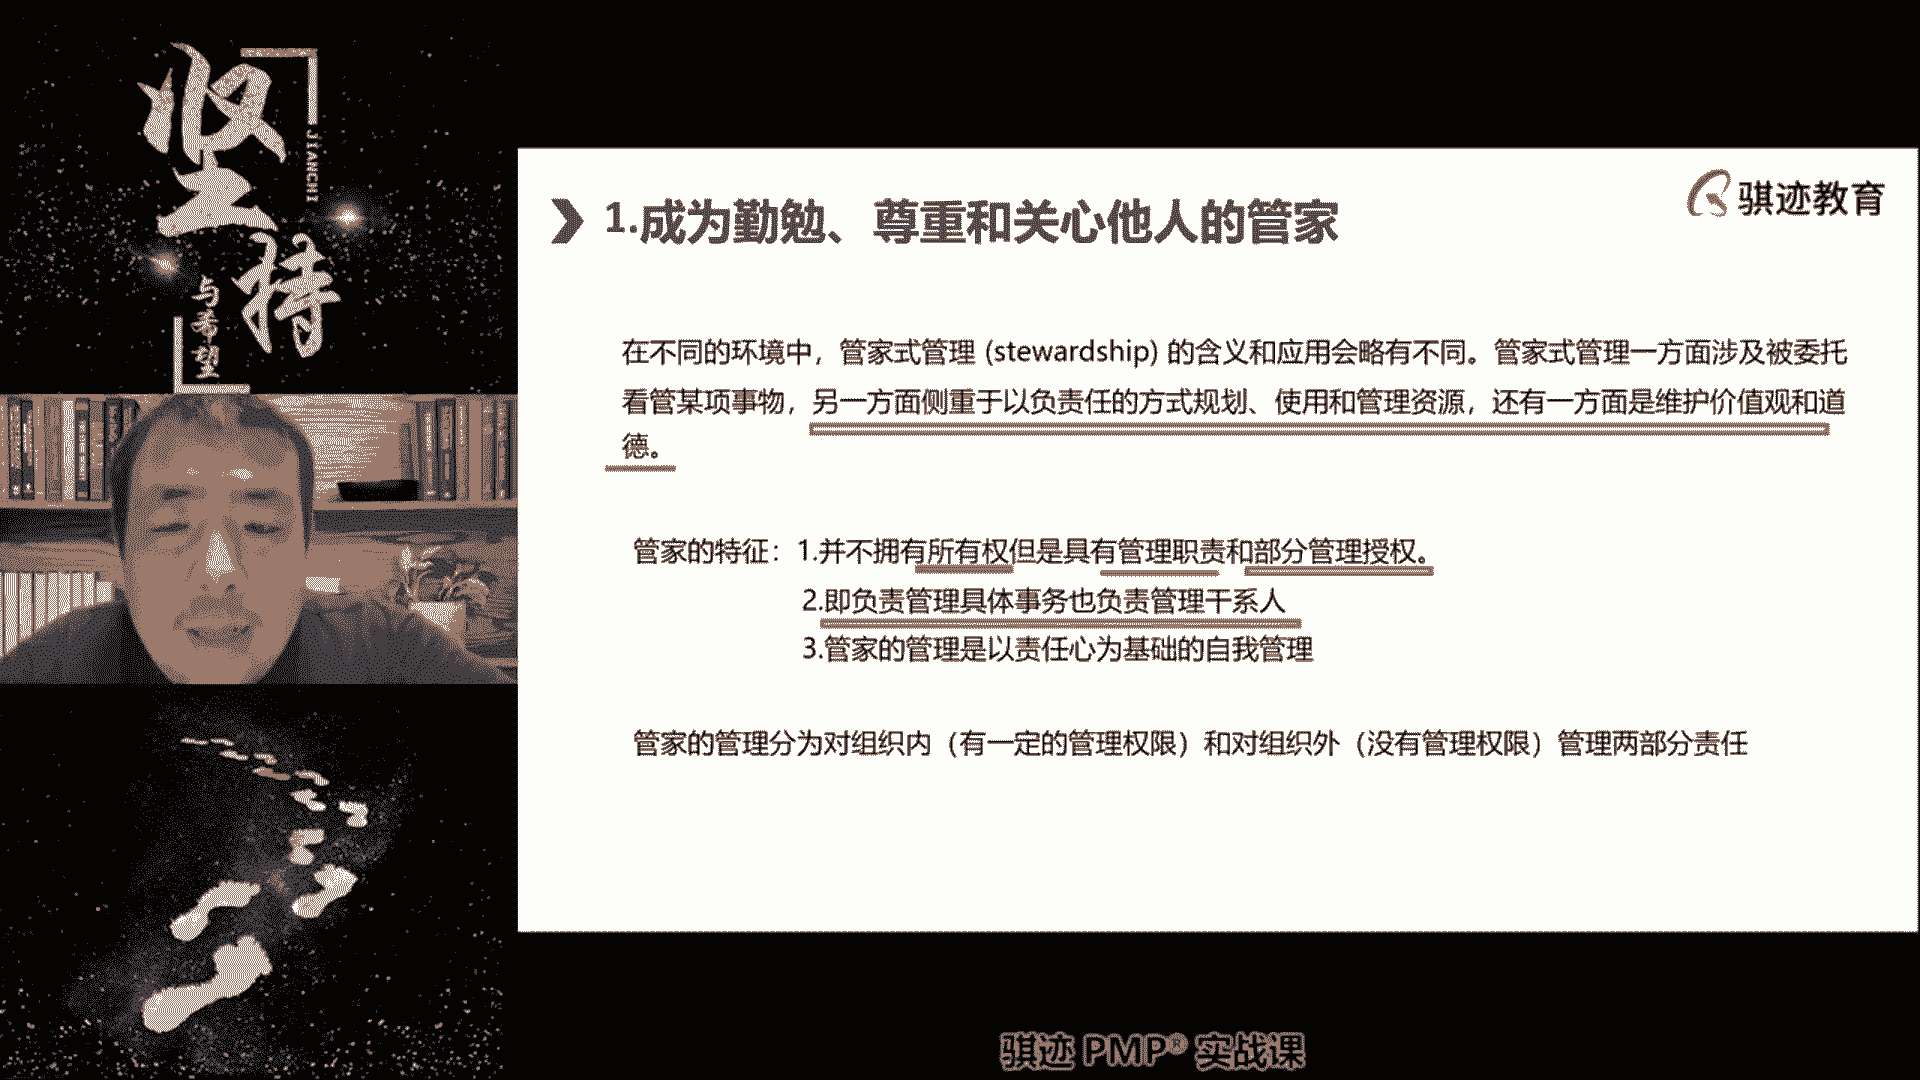 坚持
JIANCHI
与希望
骐迹教育
1.成为勤勉、尊重和关心他人的管家
在不同的环境中，管家式管理 (stewardship) 的含义和应用会略有不同。管家式管理一方面涉及被委托
看管某项事物，另一方面侧重于以负责任的方式规划、使用和管理资源，还有一方面是维护价值观和道
德。
管家的特征：1.并不拥有所有权但是具有管理职责和部分管理授权。
2.即负责管理具体事务也负责管理干系人
3.管家的管理是以责任心为基础的自我管理
管家的管理分为对组织内（有一定的管理权限）和对组织外（没有管理权限）管理两部分责任
骐迹 PMP® 实战课